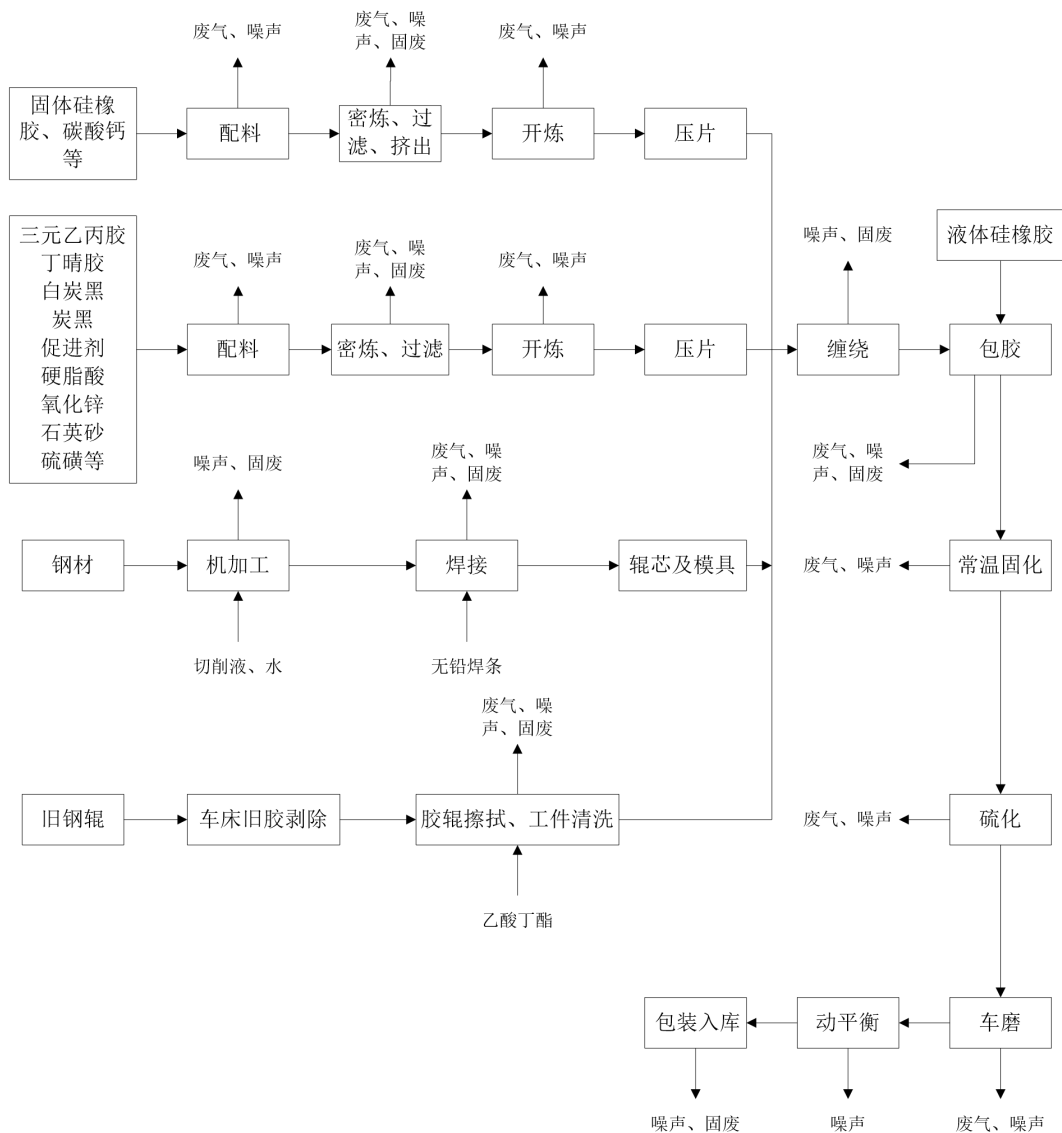 废气、噪声
废气、噪
声、固废
废气、噪声
固体硅橡
胶、碳酸钙
等
配料
密炼、过
滤、挤出
开炼
压片
三元乙丙胶
丁晴胶
白炭黑
炭黑
促进剂
硬脂酸
氧化锌
石英砂
硫磺等
废气、噪声
废气、噪
声、固废
废气、噪声
噪声、固废
液体硅橡胶
配料
密炼、过滤
开炼
压片
缠绕
包胶
噪声、固废
废气、噪
声、固废
废气、噪
声、固废
钢材
机加工
焊接
辊芯及模具
废气、噪声
常温固化
切削液、水
无铅焊条
废气、噪
声、固废
旧钢辊
车床旧胶剥除
胶辊擦拭、工件清洗
废气、噪声
硫化
乙酸丁酯
包装入库
动平衡
车磨
噪声、固废
噪声
废气、噪声